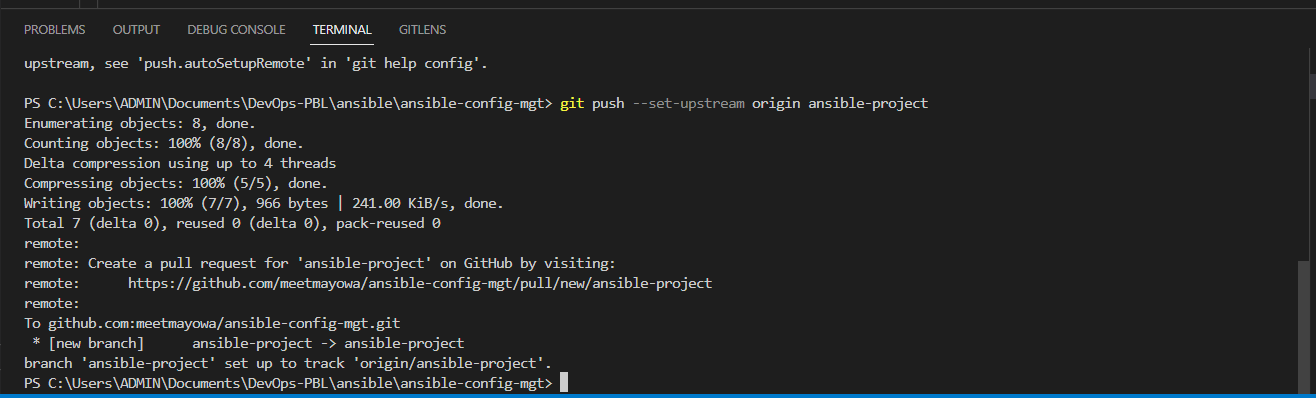 PROBLEMS OUTPUT DEBUG CONSOLE TERMINAL GITLENS
upstream, see 'push.autoSetupRemote' in 'git help config'.
PS C:\Users\ADMIN\Documents\DevOps-PBL\ansible\ansible-config-mgt> git push --set-upstream origin ansible-project
Enumerating objects: 8, done.
Counting objects: 100% (8/8), done.
Delta compression using up to 4 threads
Compressing objects: 100% (5/5), done.
Writing objects: 100% (7/7), 966 bytes | 241.00 KiB/s, done.
Total 7 (delta 0), reused 0 (delta 0), pack-reused 0
remote:
remote: Create a pull request for 'ansible-project' on GitHub by visiting:
remote:      https://github.com/meetmayowa/ansible-config-mgt/pull/new/ansible-project
remote:
To github.com:meetmayowa/ansible-config-mgt.git
 * [new branch]      ansible-project -> ansible-project
branch 'ansible-project' set up to track 'origin/ansible-project'.
PS C:\Users\ADMIN\Documents\DevOps-PBL\ansible\ansible-config-mgt>